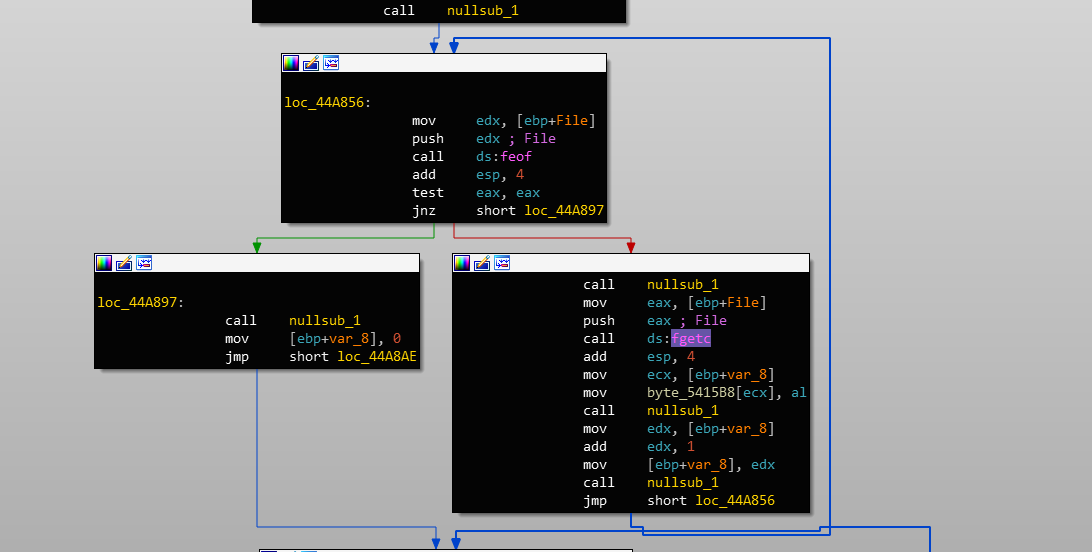 call nullsub_1
loc_44A856:
mov edx, [ebp+File]
push edx ; File
call ds:feof
add esp, 4
test eax, eax
jnz short loc_44A897
loc_44A897:
call nullsub_1
mov [ebp+var_8], 0
jmp short loc_44A8AE
call nullsub_1
mov eax, [ebp+File]
push eax ; File
call ds:fgetc
add esp, 4
mov ecx, [ebp+var_8]
mov byte_5415B8[ecx], al
call nullsub_1
mov edx, [ebp+var_8]
add edx, 1
mov [ebp+var_8], edx
call nullsub_1
jmp short loc_44A856